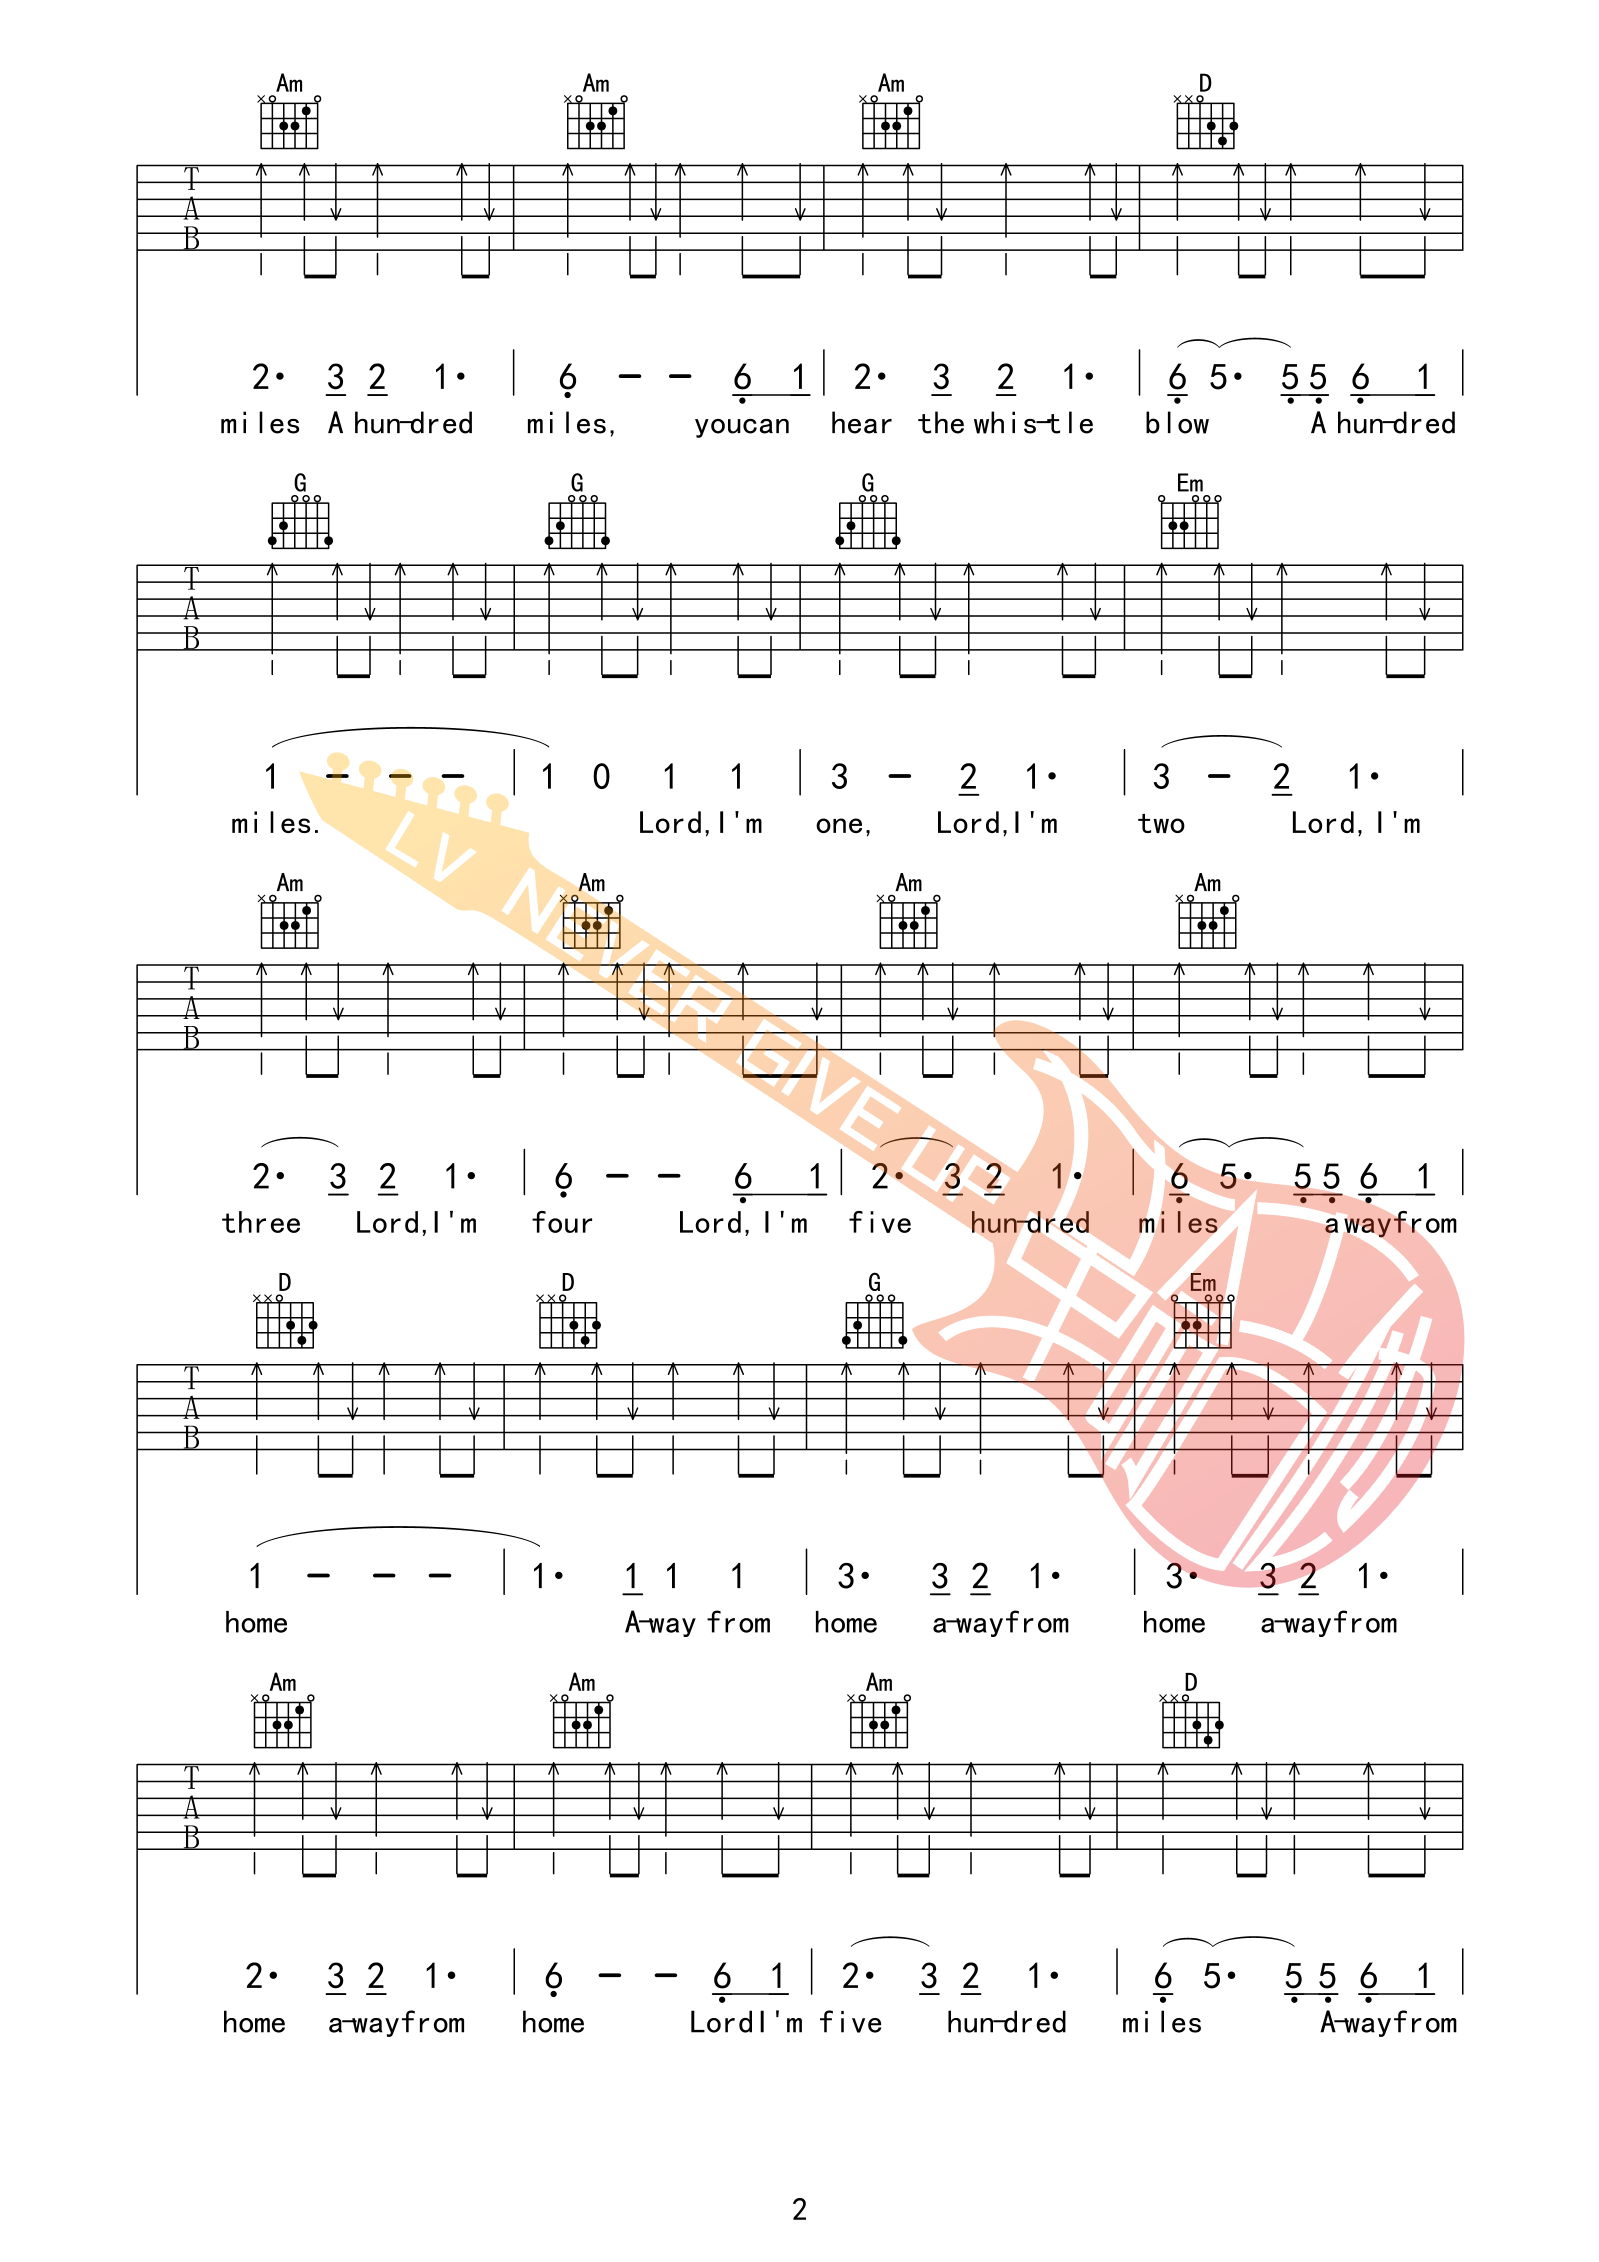 Am Am Am D
T
A
B
2· 3 2 1· | 6 - - 6 1 | 2· 3 2 1· | 6 5· 5 5 6 1
miles A hun-dred miles, youcan hear the whis-tle blow A hun-dred
G G G Em
T
A
B
1 - - - | 1 0 1 1 | 3 - 2 1· | 3 - 2 1·
miles. Lord,I'm one, Lord,I'm two Lord,I'm
LV NEVER GIVE UP
Am Am Am Am
T
A
B
2· 3 2 1· | 6 - - 6 1 | 2· 3 2 1· | 6 5· 5 5 6 1
three Lord,I'm four Lord,I'm five hun-dred miles awayfrom
D D G Em
T
A
B
1 - - - | 1· 1 1 1 | 3· 3 2 1· | 3· 3 2 1·
home A-way from home a-wayfrom home a-wayfrom
Am Am Am D
T
A
B
2· 3 2 1· | 6 - - 6 1 | 2· 3 2 1· | 6 5· 5 5 6 1
home a-wayfrom home LordI'm five hun-dred miles A-wayfrom
2